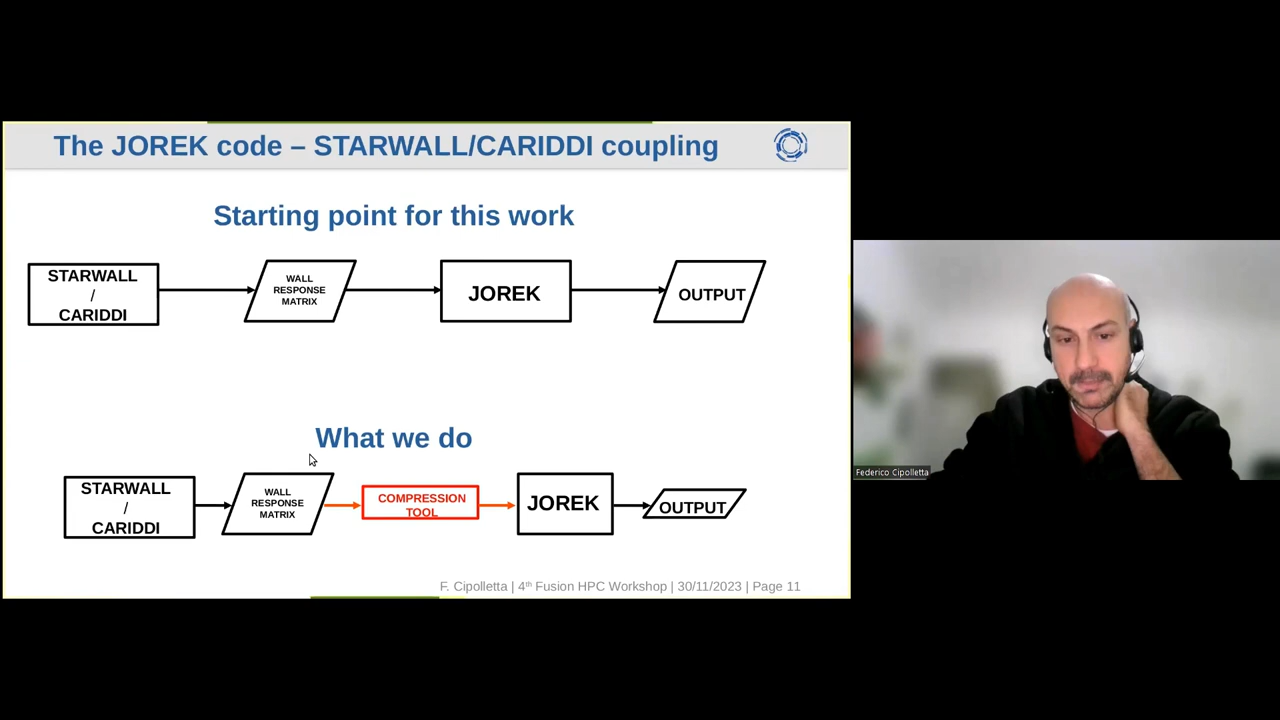 The JOREK code – STARWALL/CARIDDI coupling
Starting point for this work
STARWALL
/
CARIDDI
WALL
RESPONSE
MATRIX
JOREK
OUTPUT
What we do
STARWALL
/
CARIDDI
WALL
RESPONSE
MATRIX
COMPRESSION
TOOL
JOREK
OUTPUT
F. Cipolletta | 4th Fusion HPC Workshop | 30/11/2023 | Page 11
Federico Cipolletta